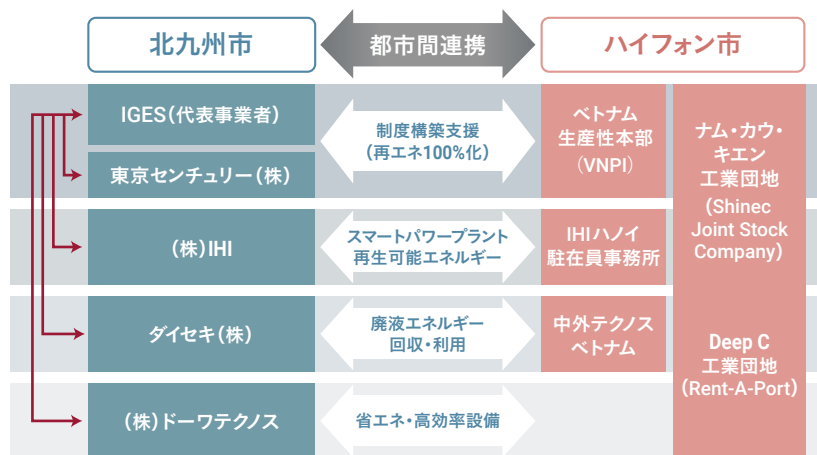 北九州市
都市間連携
ハイフォン市
IGES(代表事業者)
東京センチュリー(株)
制度構築支援
(再エネ100%化)
ベトナム
生産性本部
(VNPI)
ナム・カウ・
キエン
工業団地
(Shinec
Joint Stock
Company)
(株)IHI
スマートパワープラント
再生可能エネルギー
IHIハノイ
駐在員事務所
ダイセキ(株)
廃液エネルギー
回収・利用
中外テクノス
ベトナム
Deep C
工業団地
(Rent-A-Port)
(株)ドーワテクノス
省エネ・高効率設備